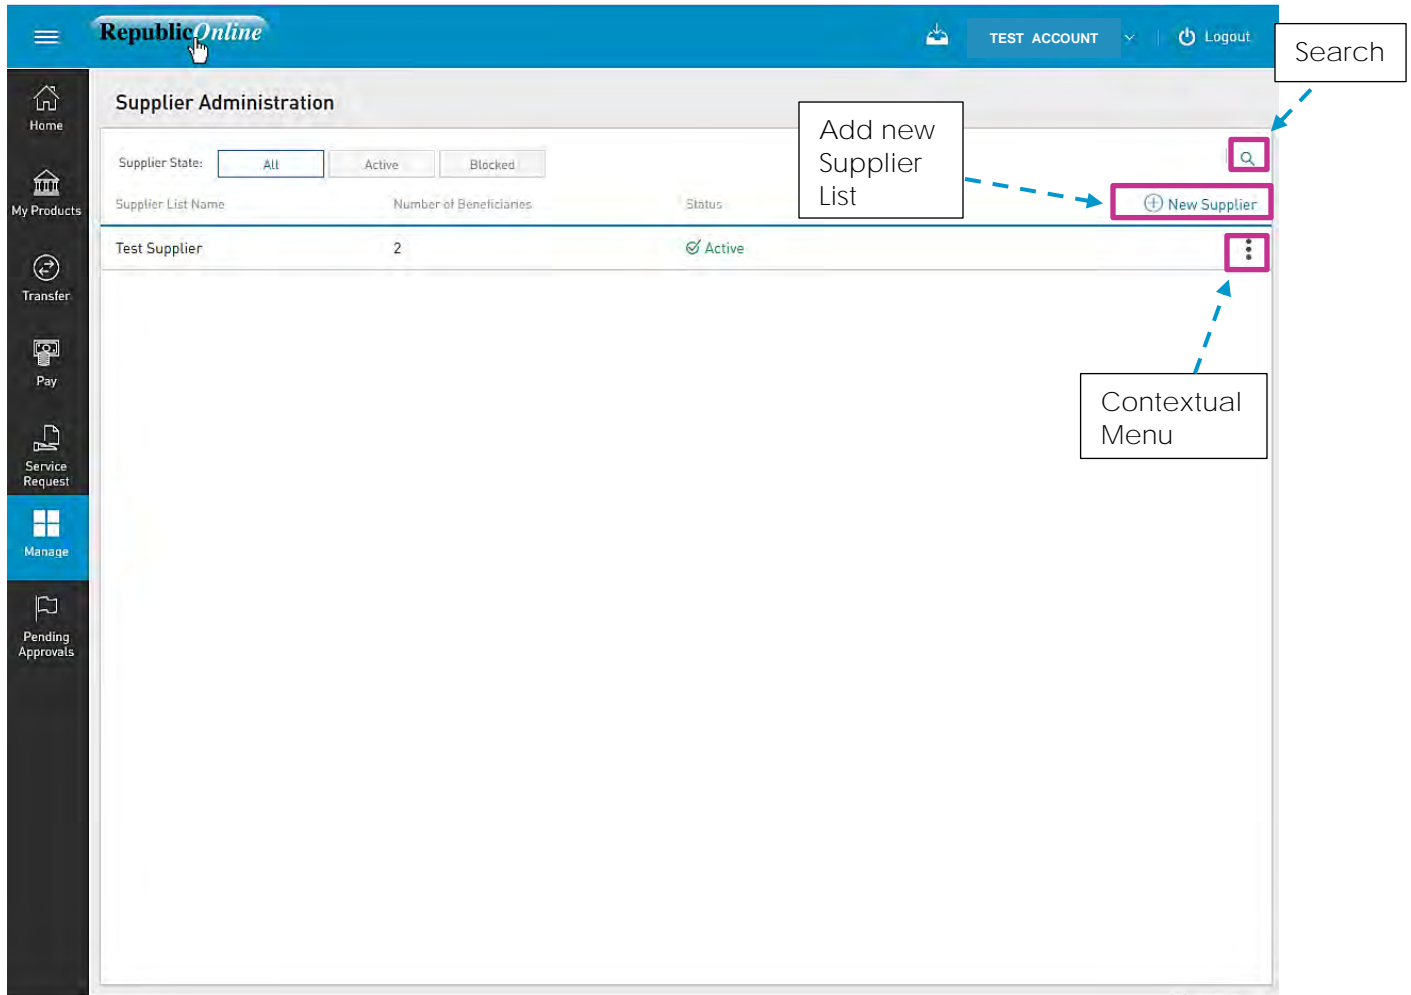 RepublicOnline
TEST ACCOUNT
Logout
Search
Home
My Products
Transfer
Pay
Service
Request
Manage
Pending
Approvals
Supplier Administration
Add new
Supplier
List
Supplier State:
All
Active
Blocked
Supplier List Name
Number of Beneficiaries
Status
New Supplier
Test Supplier
2
Active
Contextual
Menu